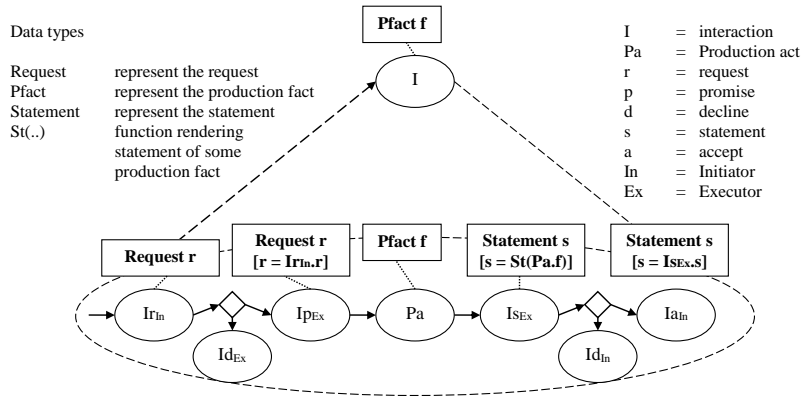 Data types
Request represent the request
Pfact represent the production fact
Statement represent the statement
St(..) function rendering
statement of some
production fact
Pfact f
I
I = interaction
Pa = Production act
r = request
p = promise
d = decline
s = statement
a = accept
In = Initiator
Ex = Executor
Request r
Request r
[r = IrIn.r]
Pfact f
Statement s
[s = St(Pa.f)]
Statement s
[s = IsEx.s]
IrIn
IpEx
Pa
IsEx
IaIn
IdEx
IdIn